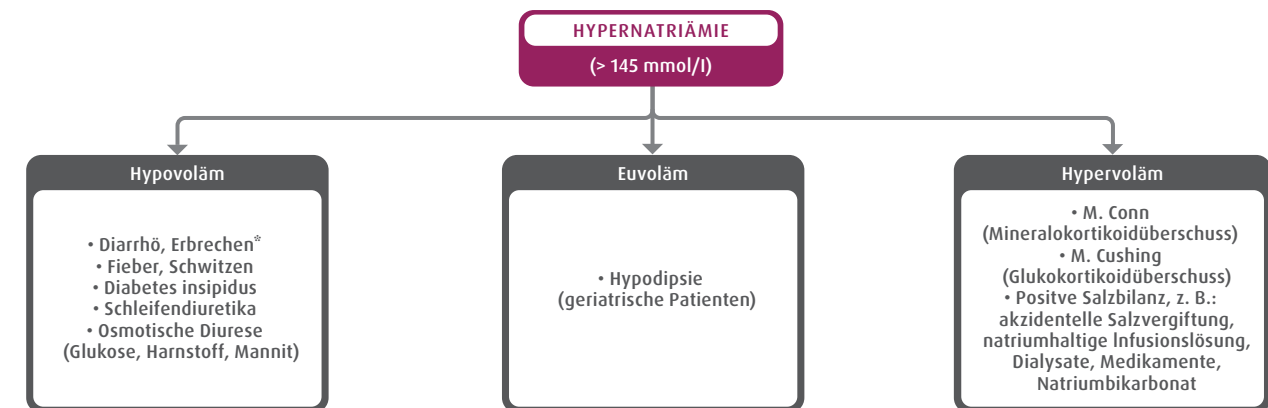 HYPERNATRIÄMIE
(> 145 mmol/l)
Hypovoläm
• Diarrhö, Erbrechen*
• Fieber, Schwitzen
• Diabetes insipidus
• Schleifendiuretika
• Osmotische Diurese
(Glukose, Harnstoff, Mannit)
Euvoläm
• Hypodipsie
(geriatrische Patienten)
Hypervoläm
• M. Conn
(Mineralokortikoidüberschuss)
• M. Cushing
(Glukokortikoidüberschuss)
• Positve Salzbilanz, z. B.:
akzidentelle Salzvergiftung,
natriumhaltige Infusionslösung,
Dialysate, Medikamente,
Natriumbikarbonat